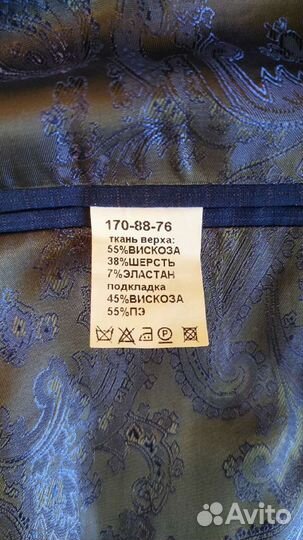 170-88-76
ткань верха:
55%ВИСКОЗА
38%ШЕРСТЬ
7%ЭЛАСТАН
подкладка
45%ВИСКОЗА
55%ПЭ
Avito